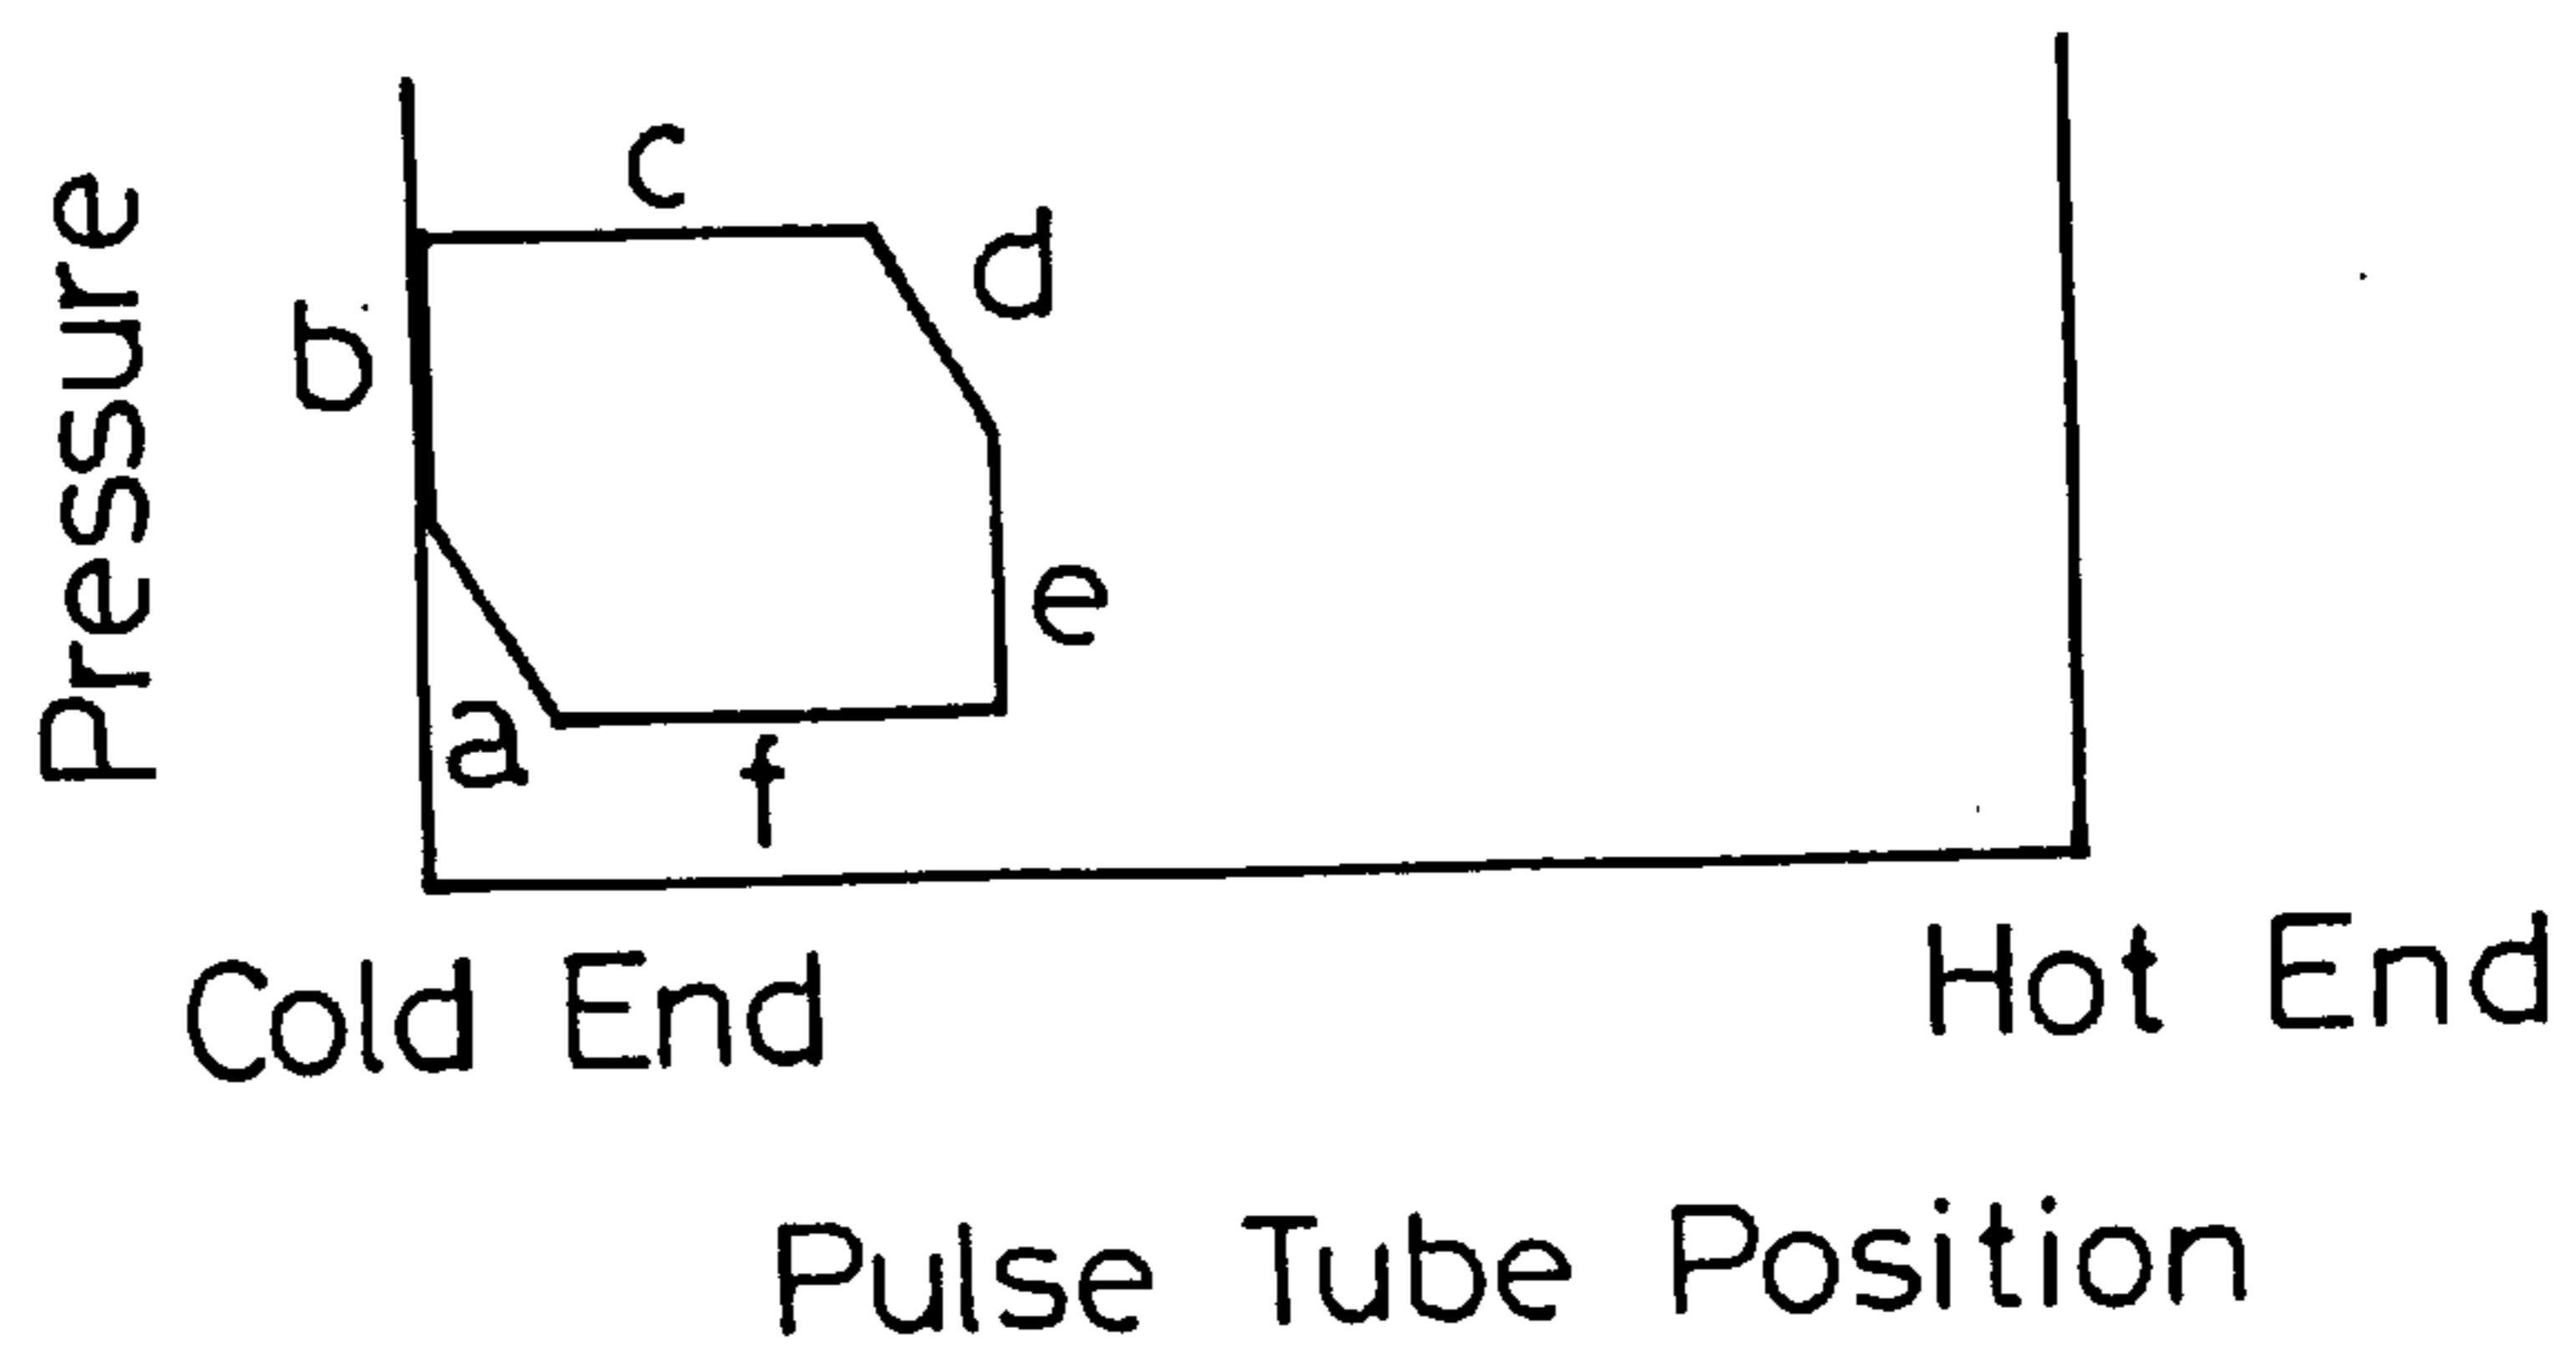 Pressure
c
d
b
e
a
f
Cold End
Hot End
Pulse Tube Position